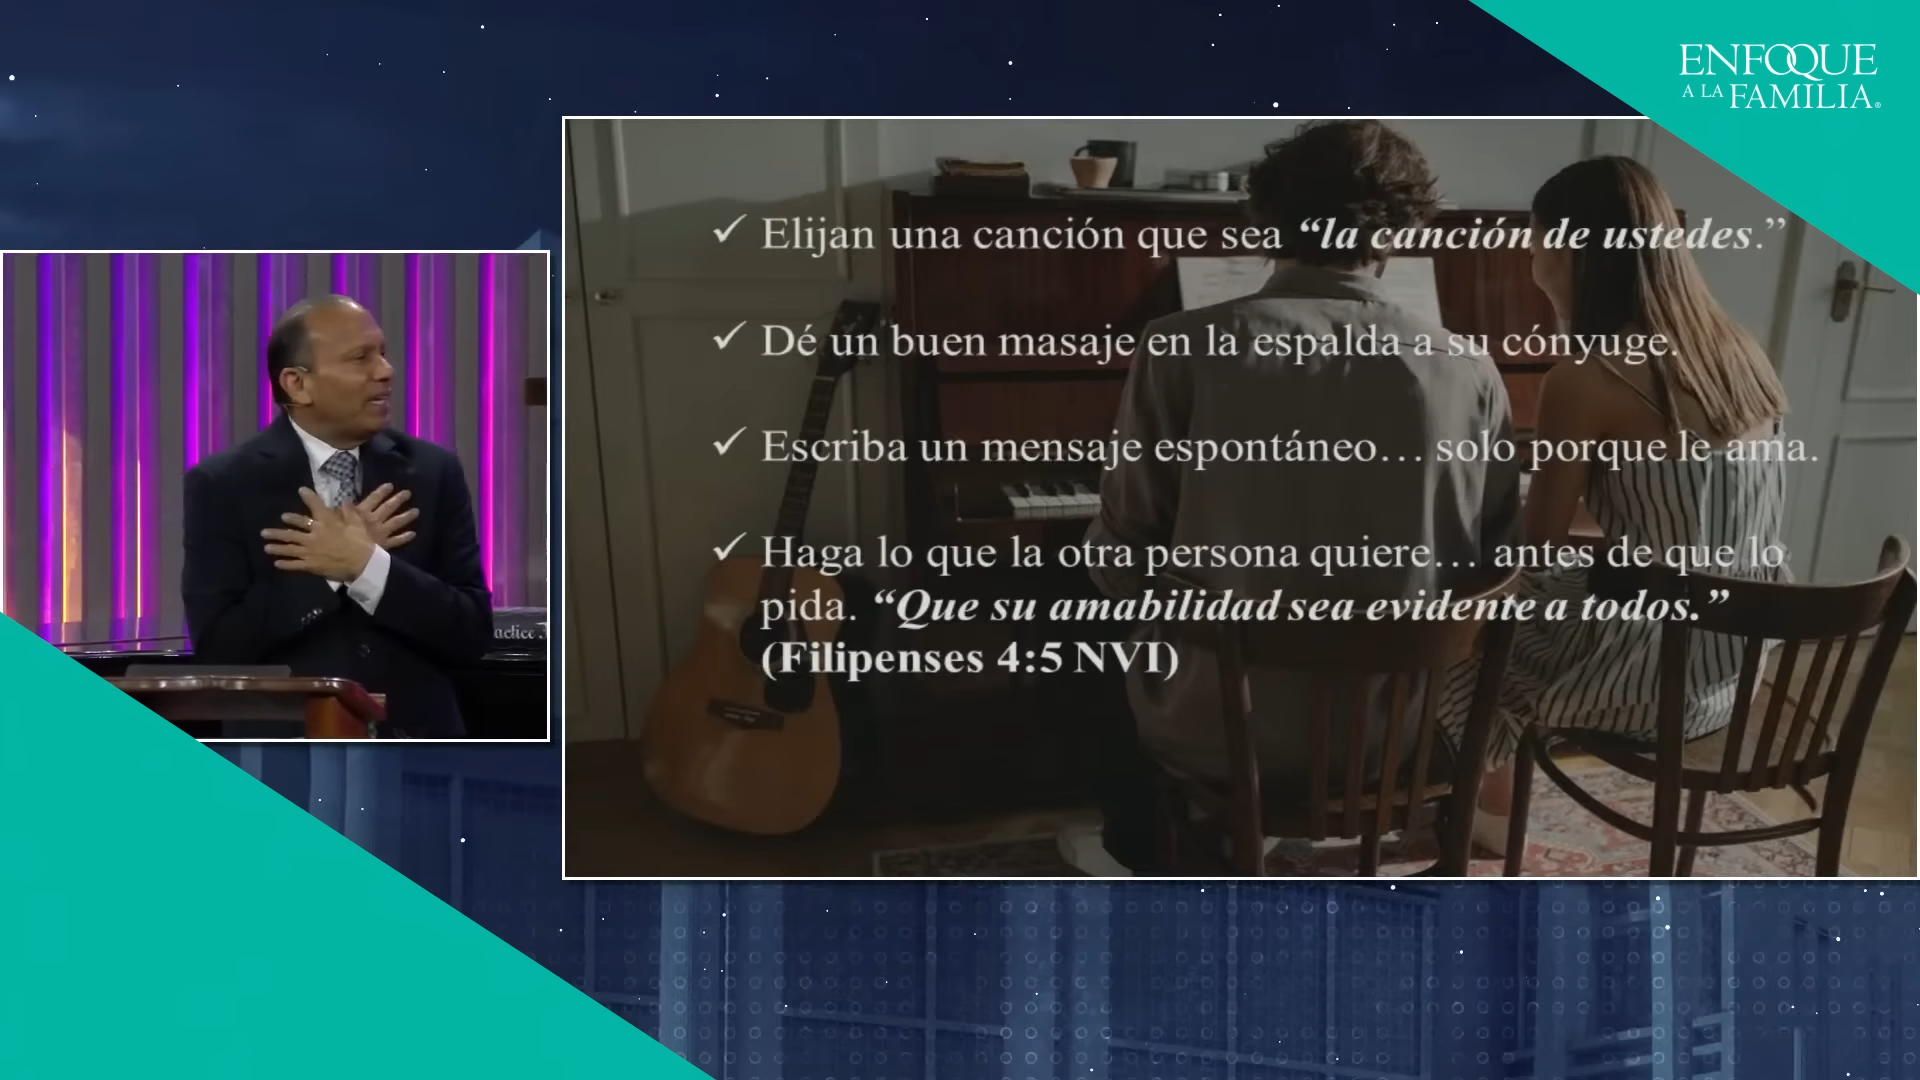 ENFOQUE
A LA FAMILIA®
✓ Elijan una canción que sea “la canción de ustedes.”
✓ Dé un buen masaje en la espalda a su cónyuge.
✓ Escriba un mensaje espontáneo… solo porque le ama.
✓ Haga lo que la otra persona quiere… antes de que lo
pida. “Que su amabilidad sea evidente a todos.”
(Filipenses 4:5 NVI)